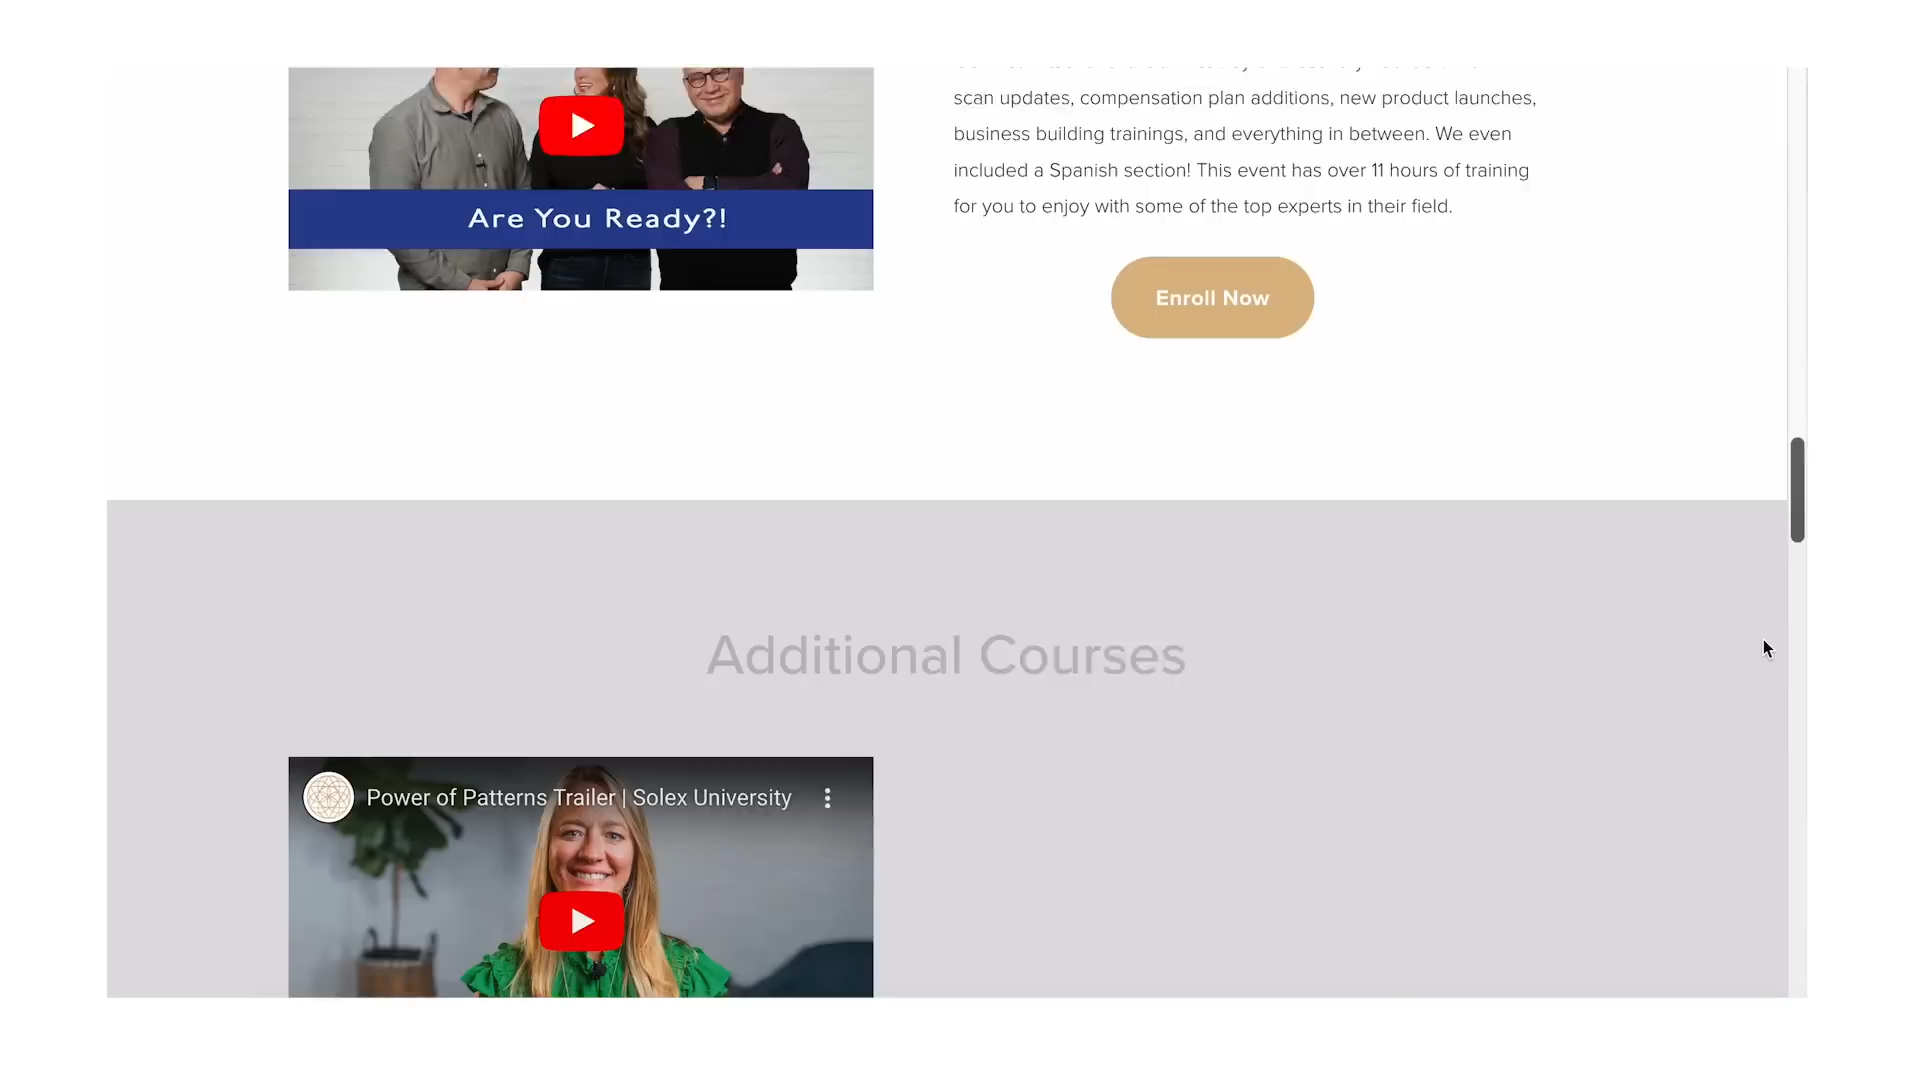 scan updates, compensation plan additions, new product launches,
business building trainings, and everything in between. We even
included a Spanish section! This event has over 11 hours of training
for you to enjoy with some of the top experts in their field.
Are You Ready?!
Enroll Now
Additional Courses
Power of Patterns Trailer | Solex University